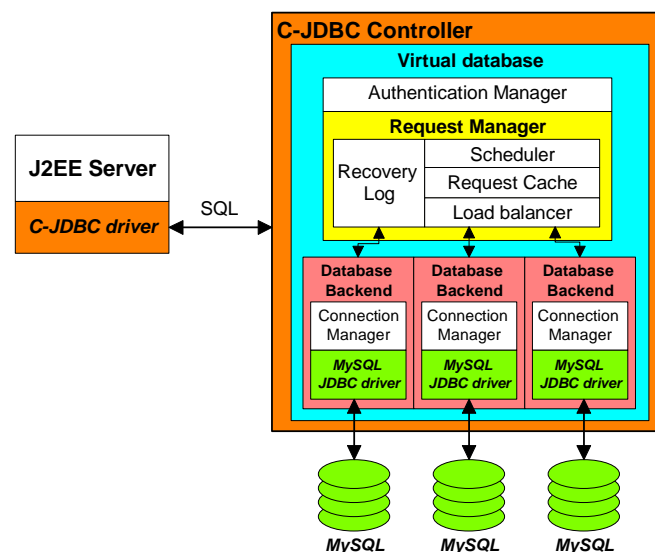 C-JDBC Controller
Virtual database
Authentication Manager
Request Manager
Recovery
Log
Scheduler
Request Cache
Load balancer
J2EE Server
C-JDBC driver
SQL
Database
Backend
Connection
Manager
MySQL
JDBC driver
Database
Backend
Connection
Manager
MySQL
JDBC driver
Database
Backend
Connection
Manager
MySQL
JDBC driver
MySQL
MySQL
MySQL